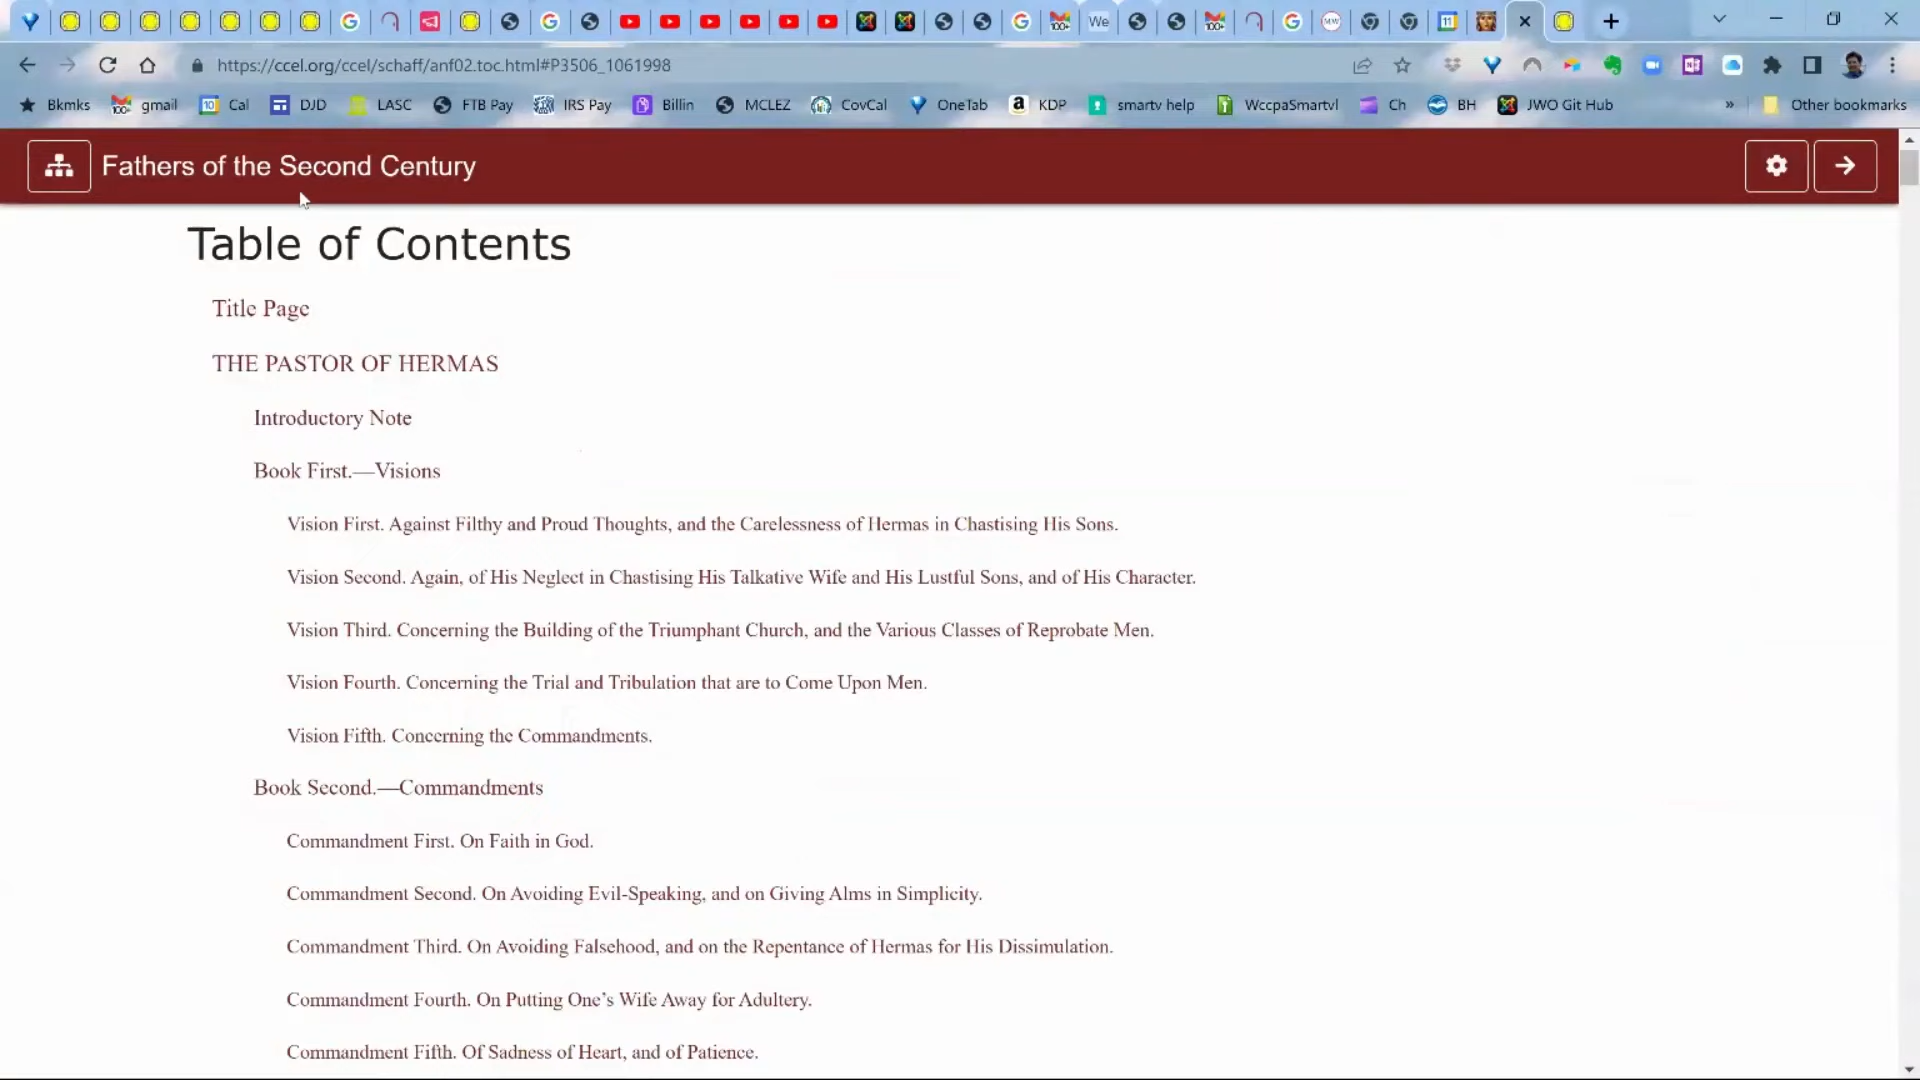 https://ccel.org/ccel/schaff/anf02.toc.html#P3506_1061998
Bkmks gmail Cal DJD LASC FTB Pay IRS Pay Billin MCLEZ CovCal OneTab KDP smartv help WccpaSmartvl Ch BH JWO Git Hub » Other bookmarks
Fathers of the Second Century
Table of Contents
Title Page
THE PASTOR OF HERMAS
Introductory Note
Book First.—Visions
Vision First. Against Filthy and Proud Thoughts, and the Carelessness of Hermas in Chastising His Sons.
Vision Second. Again, of His Neglect in Chastising His Talkative Wife and His Lustful Sons, and of His Character.
Vision Third. Concerning the Building of the Triumphant Church, and the Various Classes of Reprobate Men.
Vision Fourth. Concerning the Trial and Tribulation that are to Come Upon Men.
Vision Fifth. Concerning the Commandments.
Book Second.—Commandments
Commandment First. On Faith in God.
Commandment Second. On Avoiding Evil-Speaking, and on Giving Alms in Simplicity.
Commandment Third. On Avoiding Falsehood, and on the Repentance of Hermas for His Dissimulation.
Commandment Fourth. On Putting One’s Wife Away for Adultery.
Commandment Fifth. Of Sadness of Heart, and of Patience.